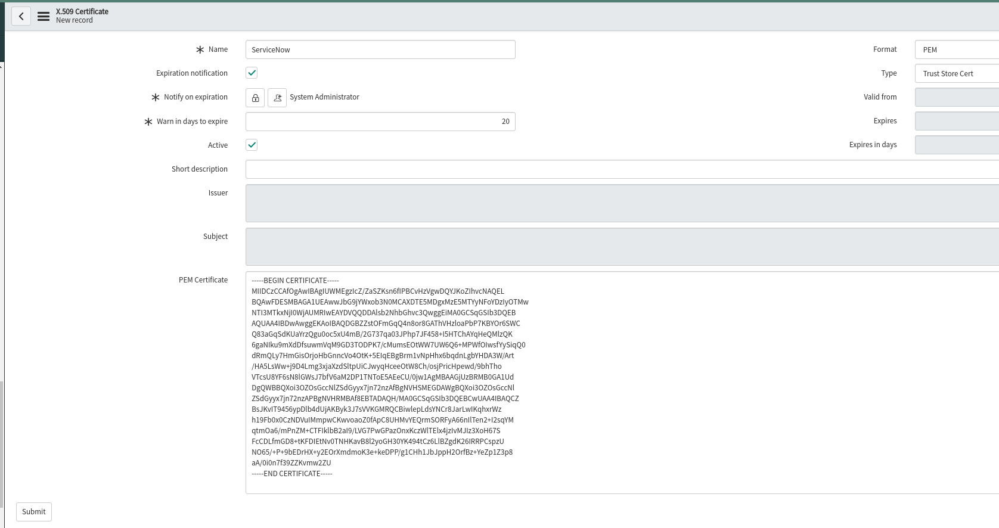 X.509 Certificate
New record
Name
ServiceNow
Format
PEM
Expiration notification
Type
Trust Store Cert
Notify on expiration
System Administrator
Valid from
Warn in days to expire
20
Expires
Active
Expires in days
Short description
Issuer
Subject
PEM Certificate
-----BEGIN CERTIFICATE-----
MIIDCzCCAfOgAwIBAgIUWMEgzIcZ/ZaSZKsn6fIPBCvHzVgwDQYJKoZIhvcNAQEL
BQAwFDESMBAGA1UEAwwJbG9jYWxob3N0MCAXDTE5MDgxMzE5MTYyNFoYDzIyOTMw
NTI3MTkxNjI0WjAUMRIwEAYDVQQDDAlsb2NhbGhvc3QwggEiMA0GCSqGSIb3DQEB
AQUAA4IBDwAwggEKAoIBAQDGBZZstOFmGqQ4n8or8GAThVHzloaPbP7KBYOr6SWC
Q83aGqSdKUaYrzQgu0oc5xU4mB/2G737qa03JPhp7JF458+I5HTChAYqHeQMlzQK
6gaNIku9mXdDfsuwmVqM9GD3TODPK7/cMumsEOtWW7UW6Q6+MPWfOIwsfYySiqQ0
dRmQLy7HmGisOrjoHbGnncVo4OtK+5EIqEBgBrm1vNpHhx6bqdnLgbYHDA3W/Art
/HA5LsWw+j9D4Lmg3xjaXzdSltpUiCJwyqHceeOtW8Ch/osjPricHpewd/9bhTho
VTcsU8YF6sN8lGWsJ7bfV6aM2DP1TNToE5AEeCU/0jw1AgMBAAGjUzBRMB0GA1Ud
DgQWBBQXoi3OZOsGccNlZSdGyyx7jn72nzAfBgNVHSMEGDAWgBQXoi3OZOsGccNl
ZSdGyyx7jn72nzAPBgNVHRMBAf8EBTADAQH/MA0GCSqGSIb3DQEBCwUAA4IBAQCZ
BsJKvIT9456ypDlb4dUjAKByk3J7sVVKGMRQCBiwlepLdsYNCr8JarLwIKqhxrWz
h19Fb0x0CzNDVuIMmpwCKwvoaoZ0fApC8UHMvYEQrmSORFyA66nIlTen2+I2sqYM
qtmOa6/mPnZM+CTFIklbB2aI9/LVG7PwGPazOnxKczWlTElx4jzIvMJIz3XoH67S
FcCDLfmGD8+tKFDIEtNv0TNHKavB8l2yoGH30YK494tCz6LlBZgdK26IRRPCspzU
NO65/+P+9bEDrHX+y2EOrXmdmoK3e+keDPP/g1CHh1JbJppH2OrfBz+YeZp1Z3p8
aA/0i0n7f39ZZKvmw2ZU
-----END CERTIFICATE-----
Submit